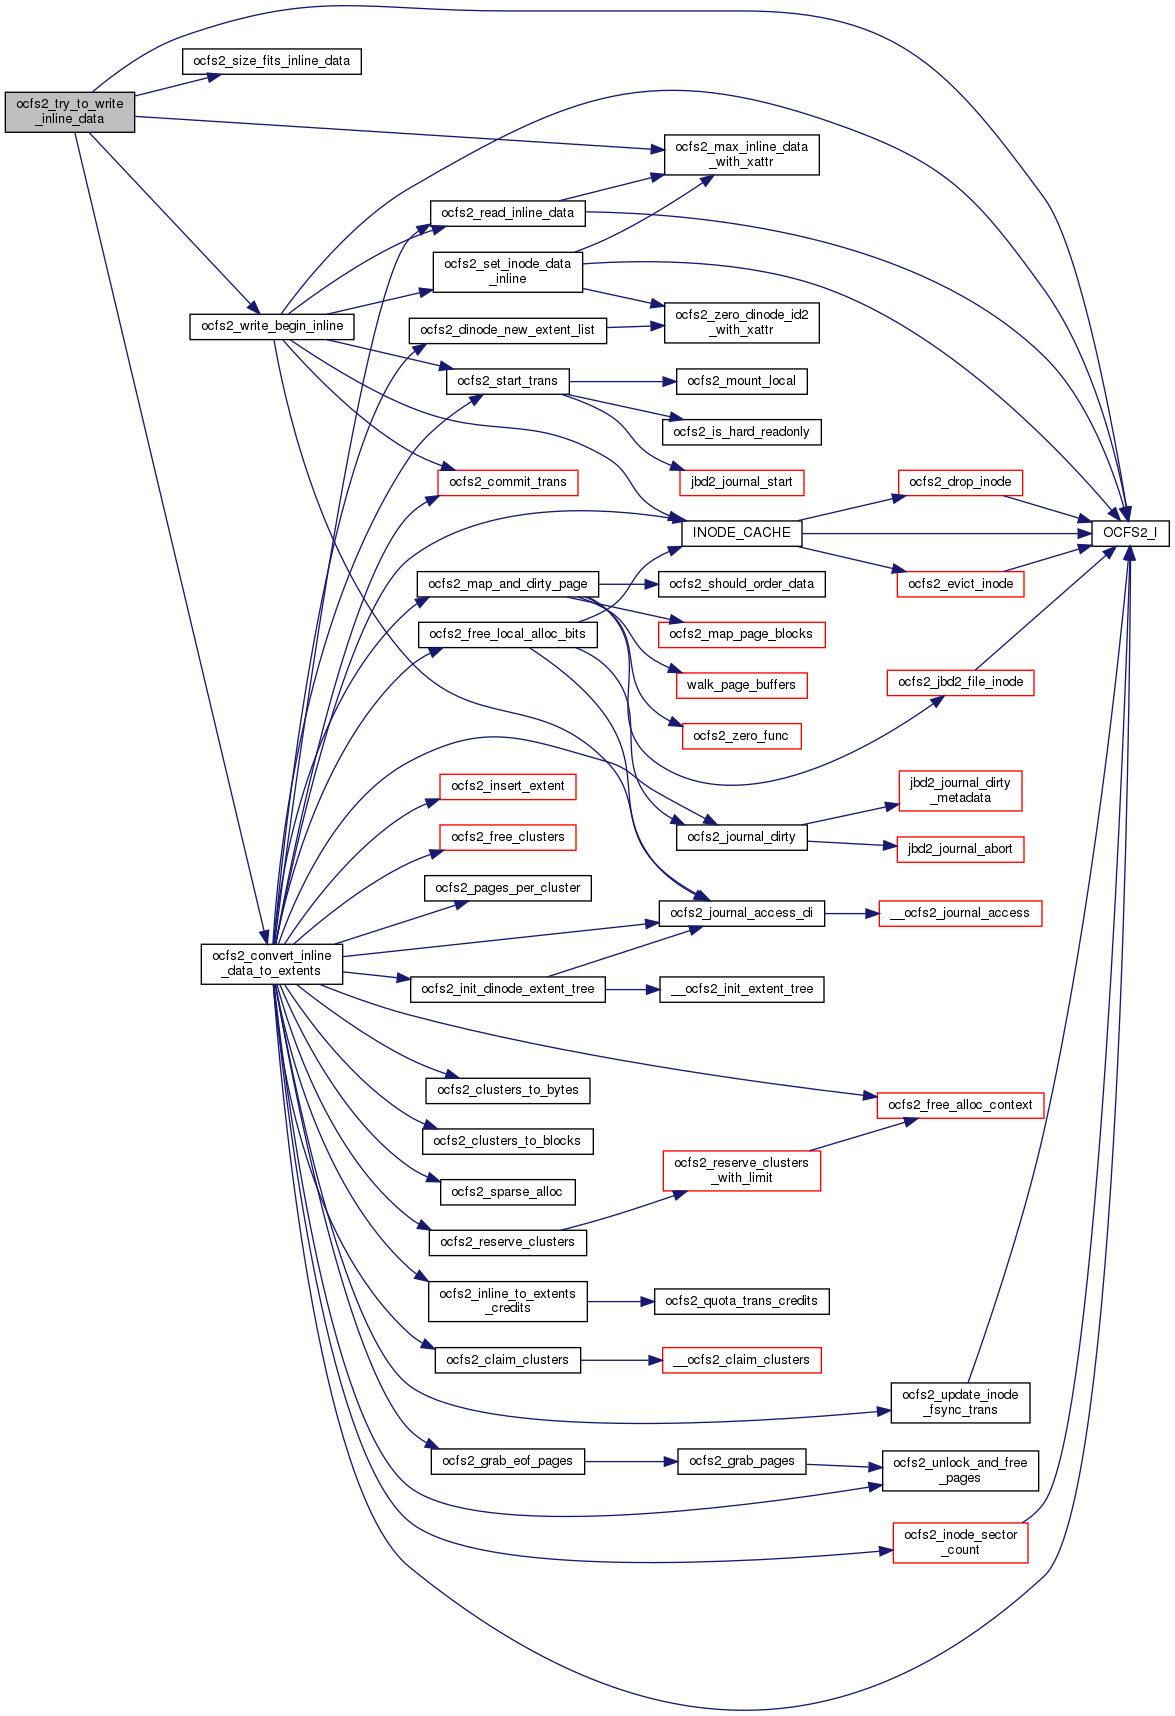 ocfs2_try_to_write
_inline_data
ocfs2_size_fits_inline_data
ocfs2_max_inline_data
_with_xattr
ocfs2_read_inline_data
ocfs2_set_inode_data
_inline
ocfs2_write_begin_inline
ocfs2_zero_dinode_id2
_with_xattr
ocfs2_dinode_new_extent_list
ocfs2_start_trans
ocfs2_mount_local
ocfs2_is_hard_readonly
ocfs2_commit_trans
jbd2_journal_start
ocfs2_drop_inode
INODE_CACHE
OCFS2_I
ocfs2_map_and_dirty_page
ocfs2_should_order_data
ocfs2_evict_inode
ocfs2_free_local_alloc_bits
ocfs2_map_page_blocks
walk_page_buffers
ocfs2_jbd2_file_inode
ocfs2_zero_func
ocfs2_insert_extent
jbd2_journal_dirty
_metadata
ocfs2_free_clusters
ocfs2_journal_dirty
jbd2_journal_abort
ocfs2_pages_per_cluster
ocfs2_journal_access_di
__ocfs2_journal_access
ocfs2_convert_inline
_data_to_extents
ocfs2_init_dinode_extent_tree
__ocfs2_init_extent_tree
ocfs2_clusters_to_bytes
ocfs2_free_alloc_context
ocfs2_clusters_to_blocks
ocfs2_reserve_clusters
_with_limit
ocfs2_sparse_alloc
ocfs2_reserve_clusters
ocfs2_inline_to_extents
_credits
ocfs2_quota_trans_credits
ocfs2_claim_clusters
__ocfs2_claim_clusters
ocfs2_update_inode
_fsync_trans
ocfs2_grab_eof_pages
ocfs2_grab_pages
ocfs2_unlock_and_free
_pages
ocfs2_inode_sector
_count